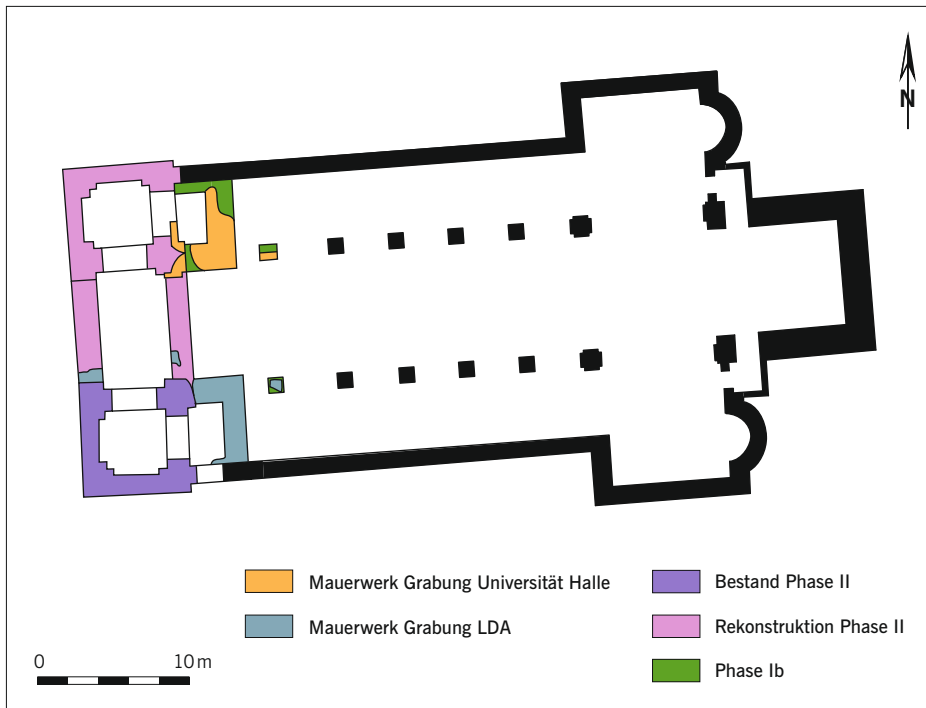 N
Mauerwerk Grabung Universität Halle
Mauerwerk Grabung LDA
Bestand Phase II
Rekonstruktion Phase II
Phase Ib
0 10 m